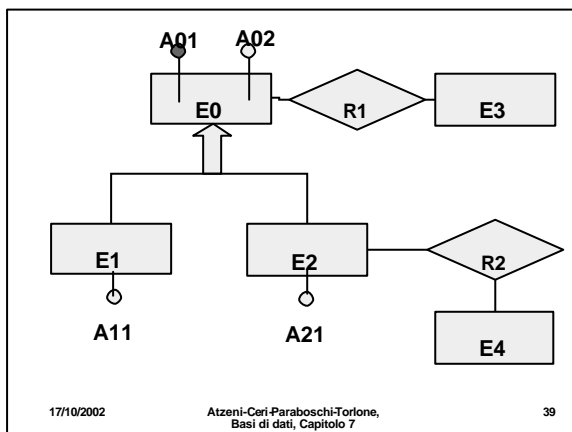 A01 A02
E0
R1
E3
E1
E2
R2
A11
A21
E4
17/10/2002
Atzeni-Ceri-Paraboschi-Torlone,
Basi di dati, Capitolo 7
39